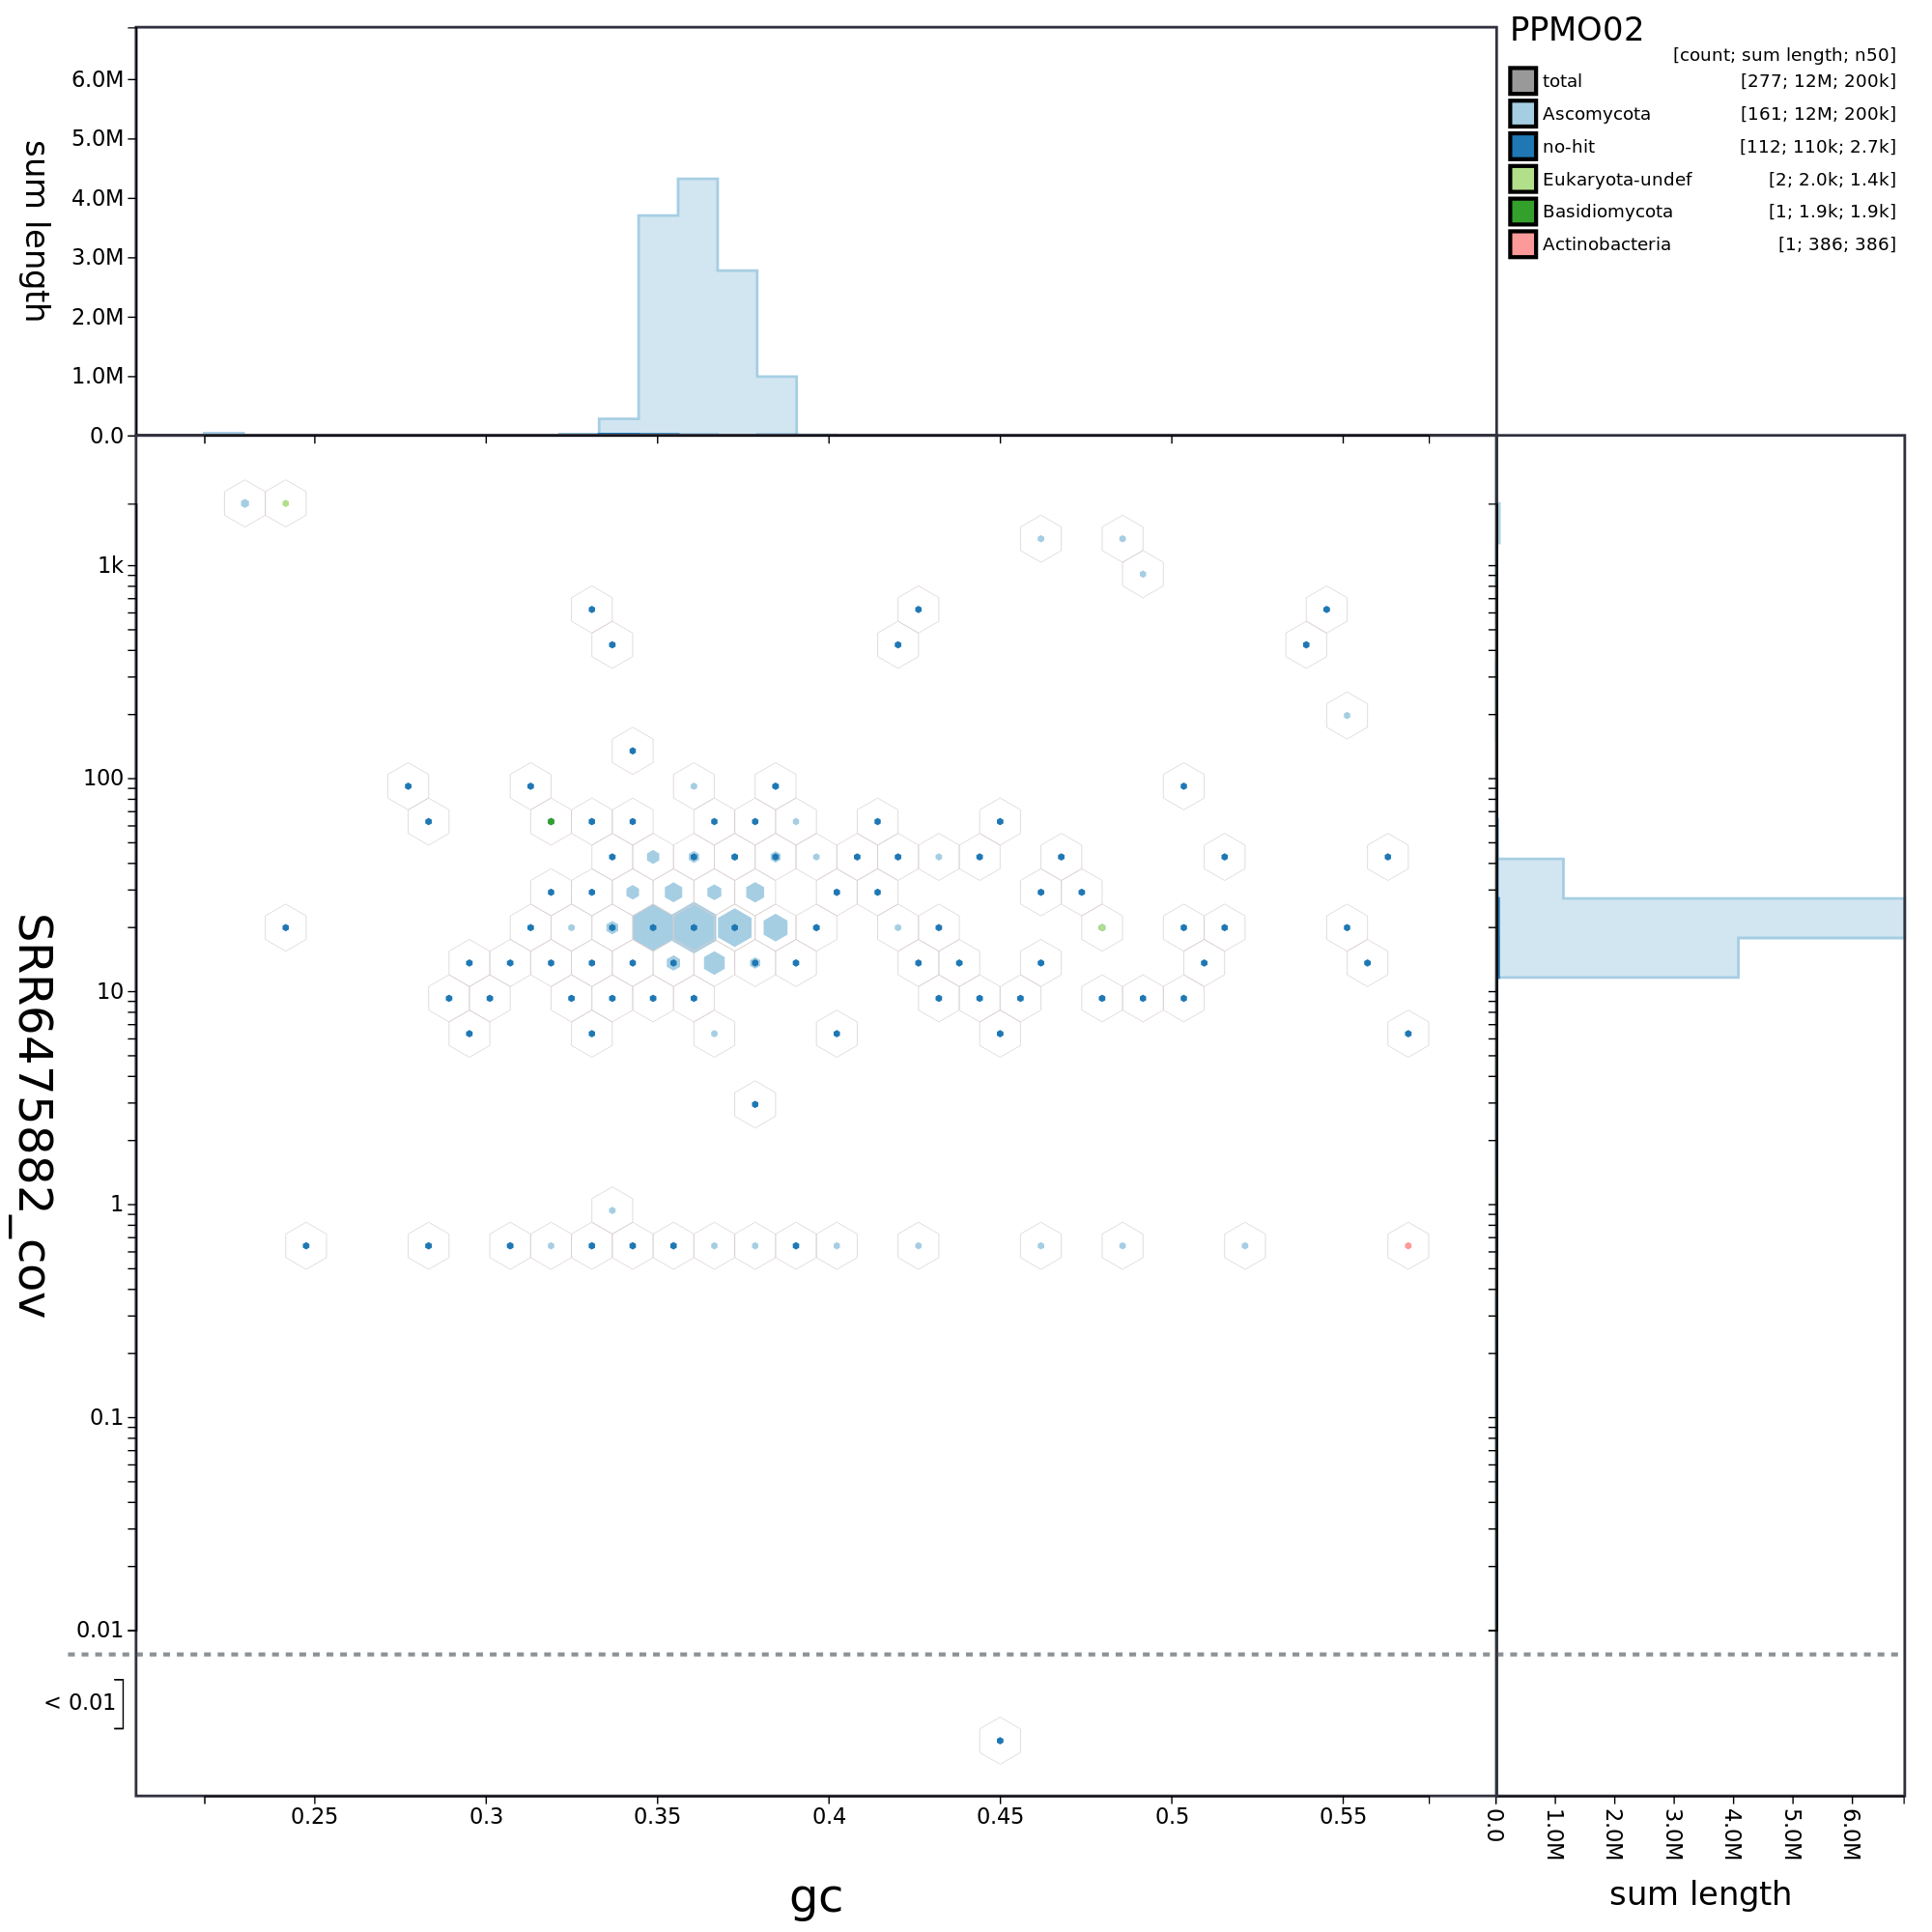 PPMO02
[count; sum length; n50]
total [277; 12M; 200k]
Ascomycota [161; 12M; 200k]
no-hit [112; 110k; 2.7k]
Eukaryota-undef [2; 2.0k; 1.4k]
Basidiomycota [1; 1.9k; 1.9k]
Actinobacteria [1; 386; 386]
sum length
6.0M
5.0M
4.0M
3.0M
2.0M
1.0M
0.0
SRR6475882_cov
1k
100
10
1
0.1
0.01
< 0.01
0.25 0.3 0.35 0.4 0.45 0.5 0.55
gc
0.0 1.0M 2.0M 3.0M 4.0M 5.0M 6.0M
sum length